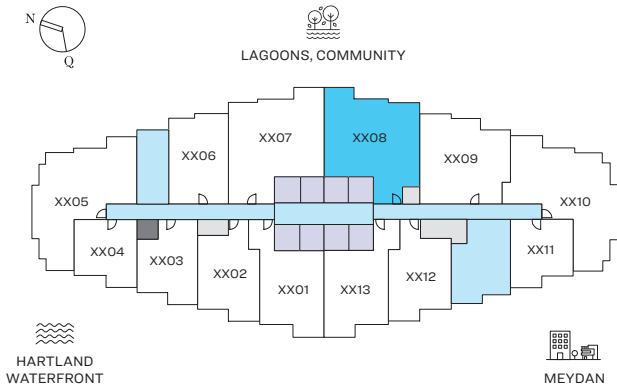 N
Q
LAGOONS, COMMUNITY
XX07
XX08
XX06
XX09
XX05
XX10
XX04
XX03
XX02
XX01
XX13
XX12
XX11
HARTLAND
WATERFRONT
MEYDAN